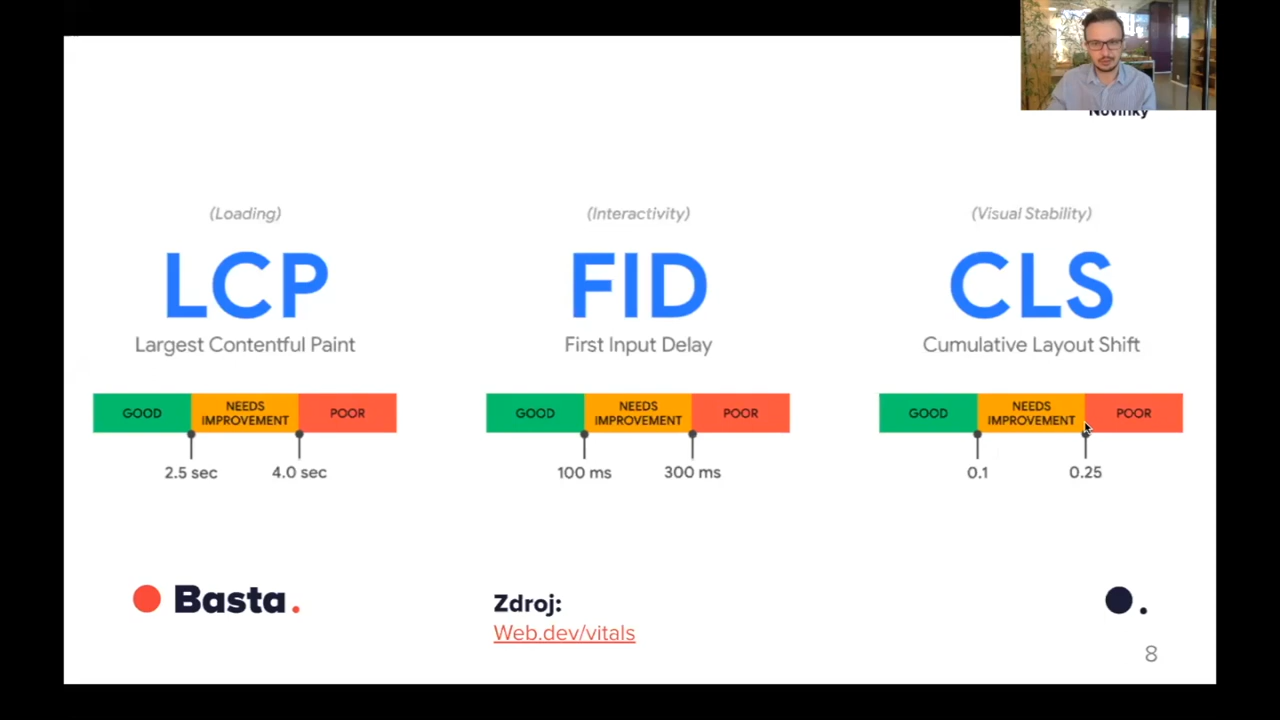 Novinky
(Loading)
LCP
Largest Contentful Paint
GOOD
NEEDS
IMPROVEMENT
POOR
2.5 sec
4.0 sec
(Interactivity)
FID
First Input Delay
GOOD
NEEDS
IMPROVEMENT
POOR
100 ms
300 ms
(Visual Stability)
CLS
Cumulative Layout Shift
GOOD
NEEDS
IMPROVEMENT
POOR
0.1
0.25
Basta.
Zdroj:
Web.dev/vitals
8